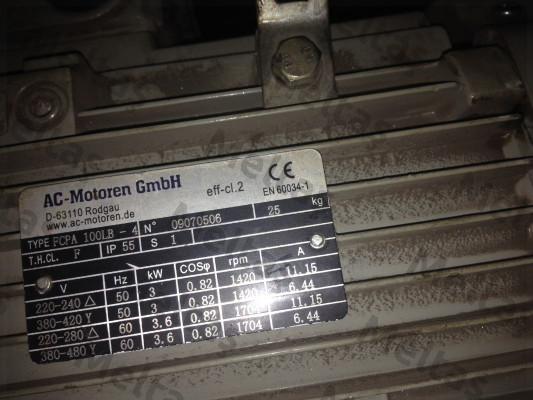 AC-Motoren GmbH eff-cl.2 CE
D-63110 Rodgau EN 60034-1
www.ac-motoren.de
TYPE FCPA 100LB - 4 N° 09070506 25 kg
T.H.CL. F IP 55 S 1
V Hz kW COSφ rpm A
220-240 △ 50 3 0.82 1420 11.15
380-420 Y 50 3 0.82 1420 6.44
220-280 △ 60 3.6 0.82 1704 11.15
380-480 Y 60 3.6 0.82 1704 6.44
Meltas